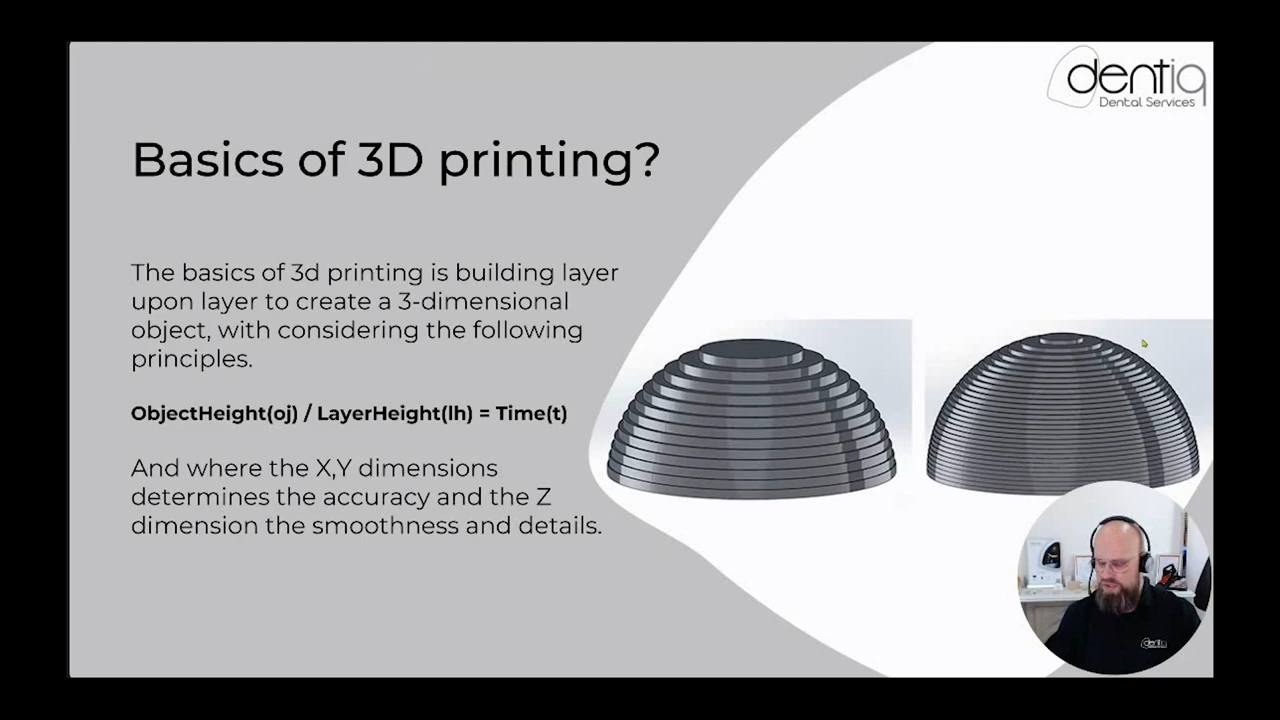 dentiq
Dental Services
Basics of 3D printing?
The basics of 3d printing is building layer
upon layer to create a 3-dimensional
object, with considering the following
principles.
ObjectHeight(oj) / LayerHeight(lh) = Time(t)
And where the X,Y dimensions
determines the accuracy and the Z
dimension the smoothness and details.
dentiq